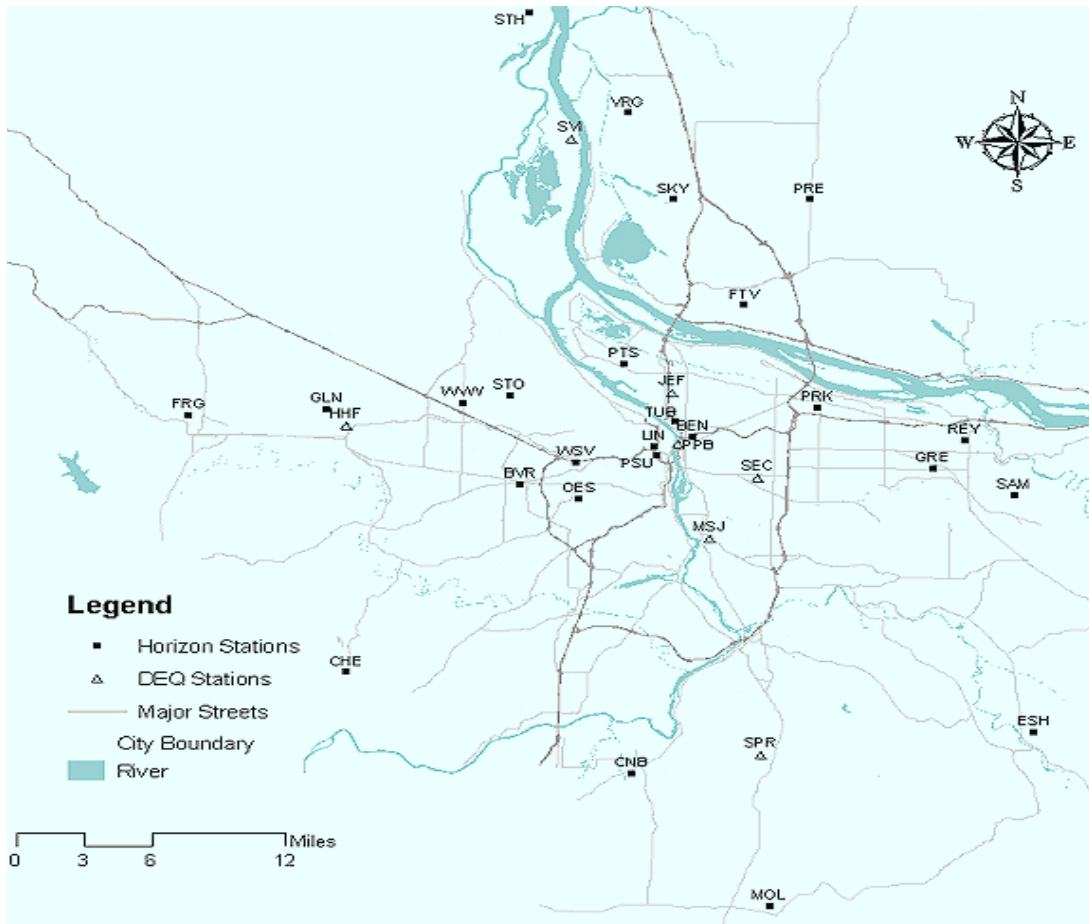 STH
VRG
SVI
N
W E
S
SKY
PRE
FTV
PTS
JEF
STO
WVW
GLN
HHF
FRG
TUB
BEN
PRK
LIN
PPB
REY
WSV
PSU
SEC
GRE
BVR
OES
SAM
MSJ
Legend
Horizon Stations
DEQ Stations
Major Streets
City Boundary
River
CHE
ESH
SPR
CNB
Miles
0 3 6 12
MOL